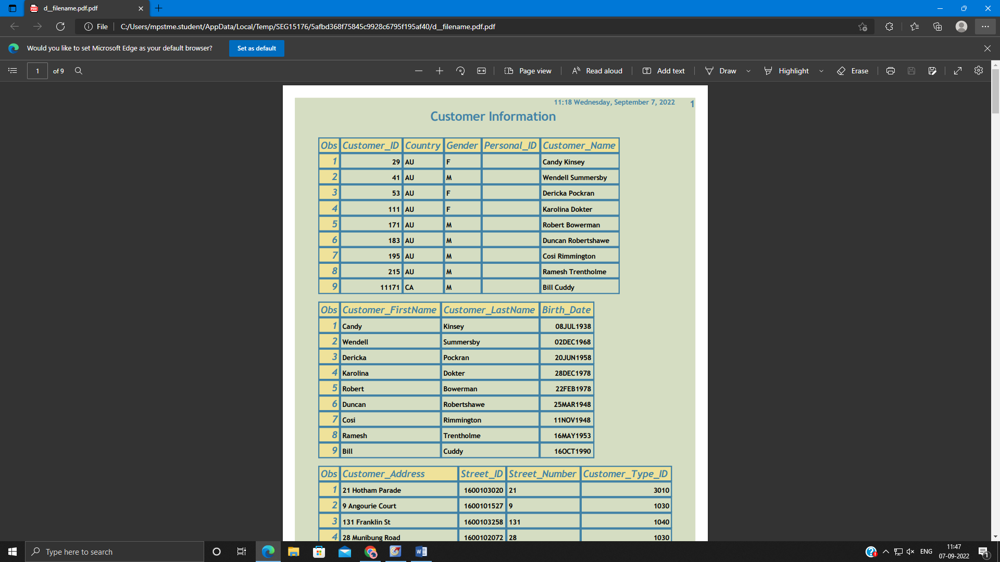 d__filename.pdf.pdf
File C:/Users/mpstme.student/AppData/Local/Temp/SEG15176/5afbd368f75845c9928c6795f195af40/d__filename.pdf.pdf
Would you like to set Microsoft Edge as your default browser? Set as default
1 of 9 Page view Read aloud Add text Draw Highlight Erase
11:18 Wednesday, September 7, 2022 1
Customer Information
Obs Customer_ID Country Gender Personal_ID Customer_Name
1 29 AU F Candy Kinsey
2 41 AU M Wendell Summersby
3 53 AU F Dericka Pockran
4 111 AU F Karolina Dokter
5 171 AU M Robert Bowerman
6 183 AU M Duncan Robertshawe
7 195 AU M Cosi Rimmington
8 215 AU M Ramesh Trentholme
9 11171 CA M Bill Cuddy
Obs Customer_FirstName Customer_LastName Birth_Date
1 Candy Kinsey 08JUL1938
2 Wendell Summersby 02DEC1968
3 Dericka Pockran 20JUN1958
4 Karolina Dokter 28DEC1978
5 Robert Bowerman 22FEB1978
6 Duncan Robertshawe 25MAR1948
7 Cosi Rimmington 11NOV1948
8 Ramesh Trentholme 16MAY1953
9 Bill Cuddy 16OCT1990
Obs Customer_Address Street_ID Street_Number Customer_Type_ID
1 21 Hotham Parade 1600103020 21 3010
2 9 Angourie Court 1600101527 9 1030
3 131 Franklin St 1600103258 131 1040
4 28 Munibung Road 1600102072 28 1030
Type here to search ENG 11:47
07-09-2022 1